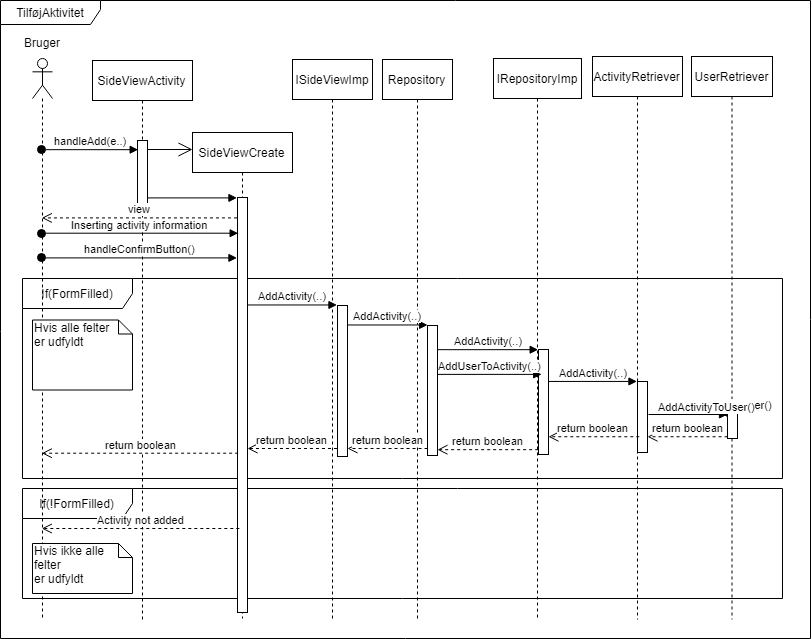 TilføjAktivitet
Bruger
SideViewActivity
ISideViewImp
Repository
IRepositoryImp
ActivityRetriever
UserRetriever
handleAdd(e..)
SideViewCreate
view
Inserting activity information
handleConfirmButton()
If(FormFilled)
Hvis alle felter
er udfyldt
AddActivity(..)
AddActivity(..)
AddActivity(..)
AddUserToActivity(..)
AddActivity(..)
AddActivityToUser()
er()
return boolean
return boolean
return boolean
return boolean
return boolean
return boolean
If(!FormFilled)
Activity not added
Hvis ikke alle
felter
er udfyldt